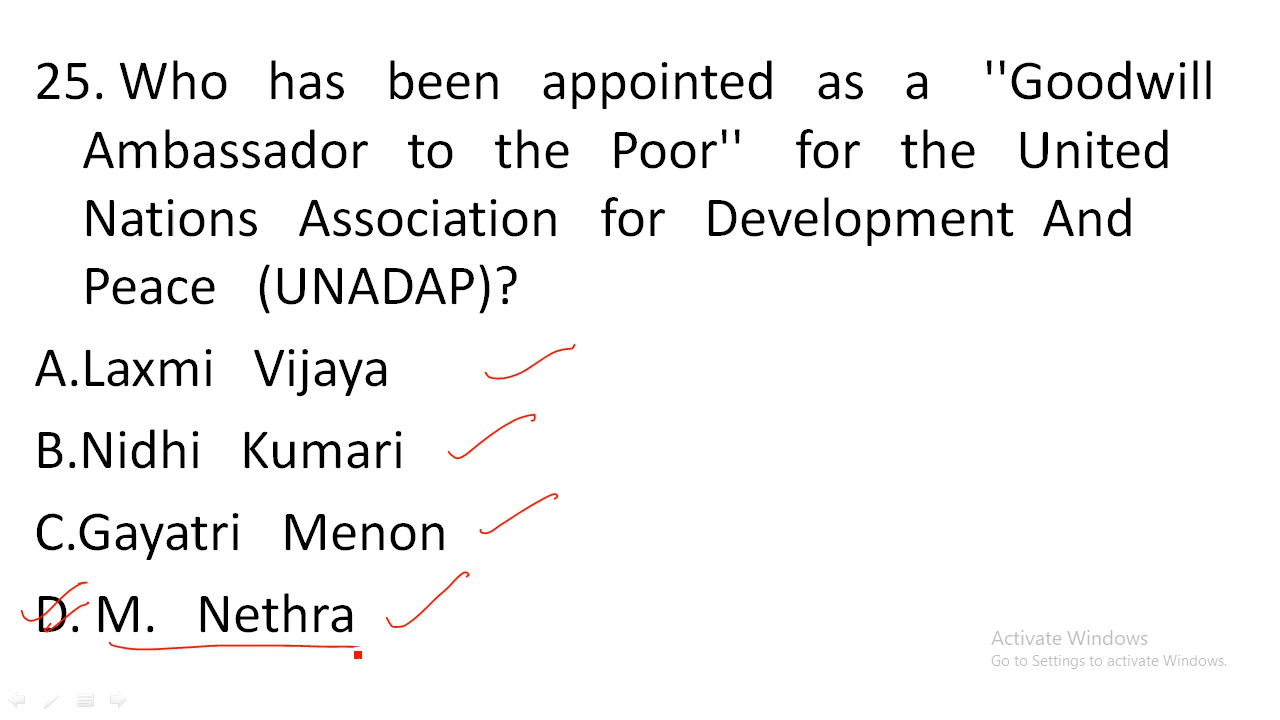 25. Who has been appointed as a "Goodwill
Ambassador to the Poor" for the United
Nations Association for Development And
Peace (UNADAP)?
A.Laxmi Vijaya
B.Nidhi Kumari
C.Gayatri Menon
D. M. Nethra
Activate Windows
Go to Settings to activate Windows.